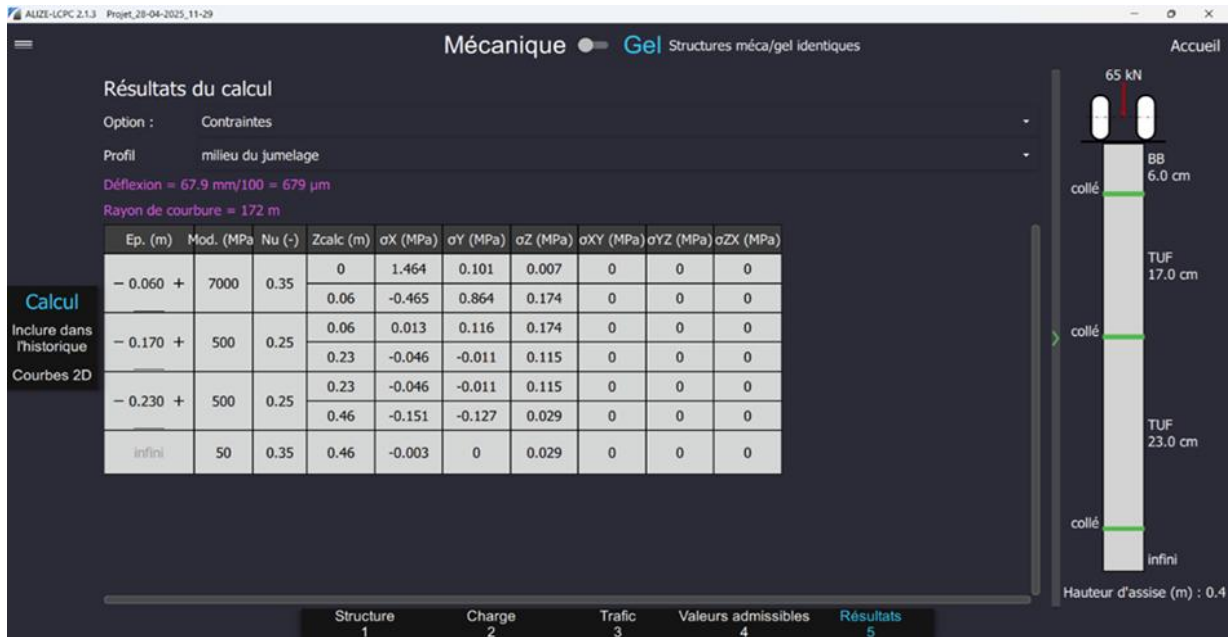 ALIZE-LCPC 2.1.3 Projet_28-04-2025_11-29
Mécanique Gel Structures méca/gel identiques Accueil
Résultats du calcul
Option : Contraintes
Profil milieu du jumelage
Déflexion = 67.9 mm/100 = 679 µm
Rayon de courbure = 172 m
Ep. (m) Mod. (MPa Nu (-) Zcalc (m) σX (MPa) σY (MPa) σZ (MPa) σXY (MPa) σYZ (MPa) σZX (MPa)
− 0.060 + 7000 0.35 0 1.464 0.101 0.007 0 0 0
0.06 -0.465 0.864 0.174 0 0 0
− 0.170 + 500 0.25 0.06 0.013 0.116 0.174 0 0 0
0.23 -0.046 -0.011 0.115 0 0 0
− 0.230 + 500 0.25 0.23 -0.046 -0.011 0.115 0 0 0
0.46 -0.151 -0.127 0.029 0 0 0
infini 50 0.35 0.46 -0.003 0 0.029 0 0 0
Calcul
Inclure dans
l'historique
Courbes 2D
65 kN
BB
6.0 cm
collé
TUF
17.0 cm
collé
TUF
23.0 cm
collé
infini
Hauteur d'assise (m) : 0.4
Structure Charge Trafic Valeurs admissibles Résultats
1 2 3 4 5